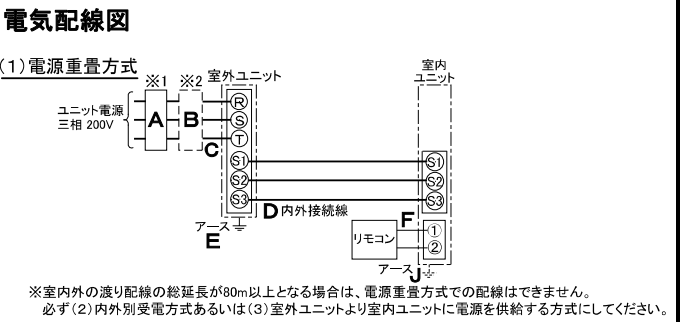 電気配線図
(1)電源重畳方式
※1 ※2 室外ユニット 室内ユニット
ユニット電源
三相 200V
A B
R
S
T
C
S1 S1
S2 S2
S3 S3
D 内外接続線
アース
E
F
リモコン
①
②
アース J
※室内外の渡り配線の総延長が80m以上となる場合は、電源重畳方式での配線はできません。
必ず(2)内外別受電方式あるいは(3)室外ユニットより室内ユニットに電源を供給する方式にしてください。